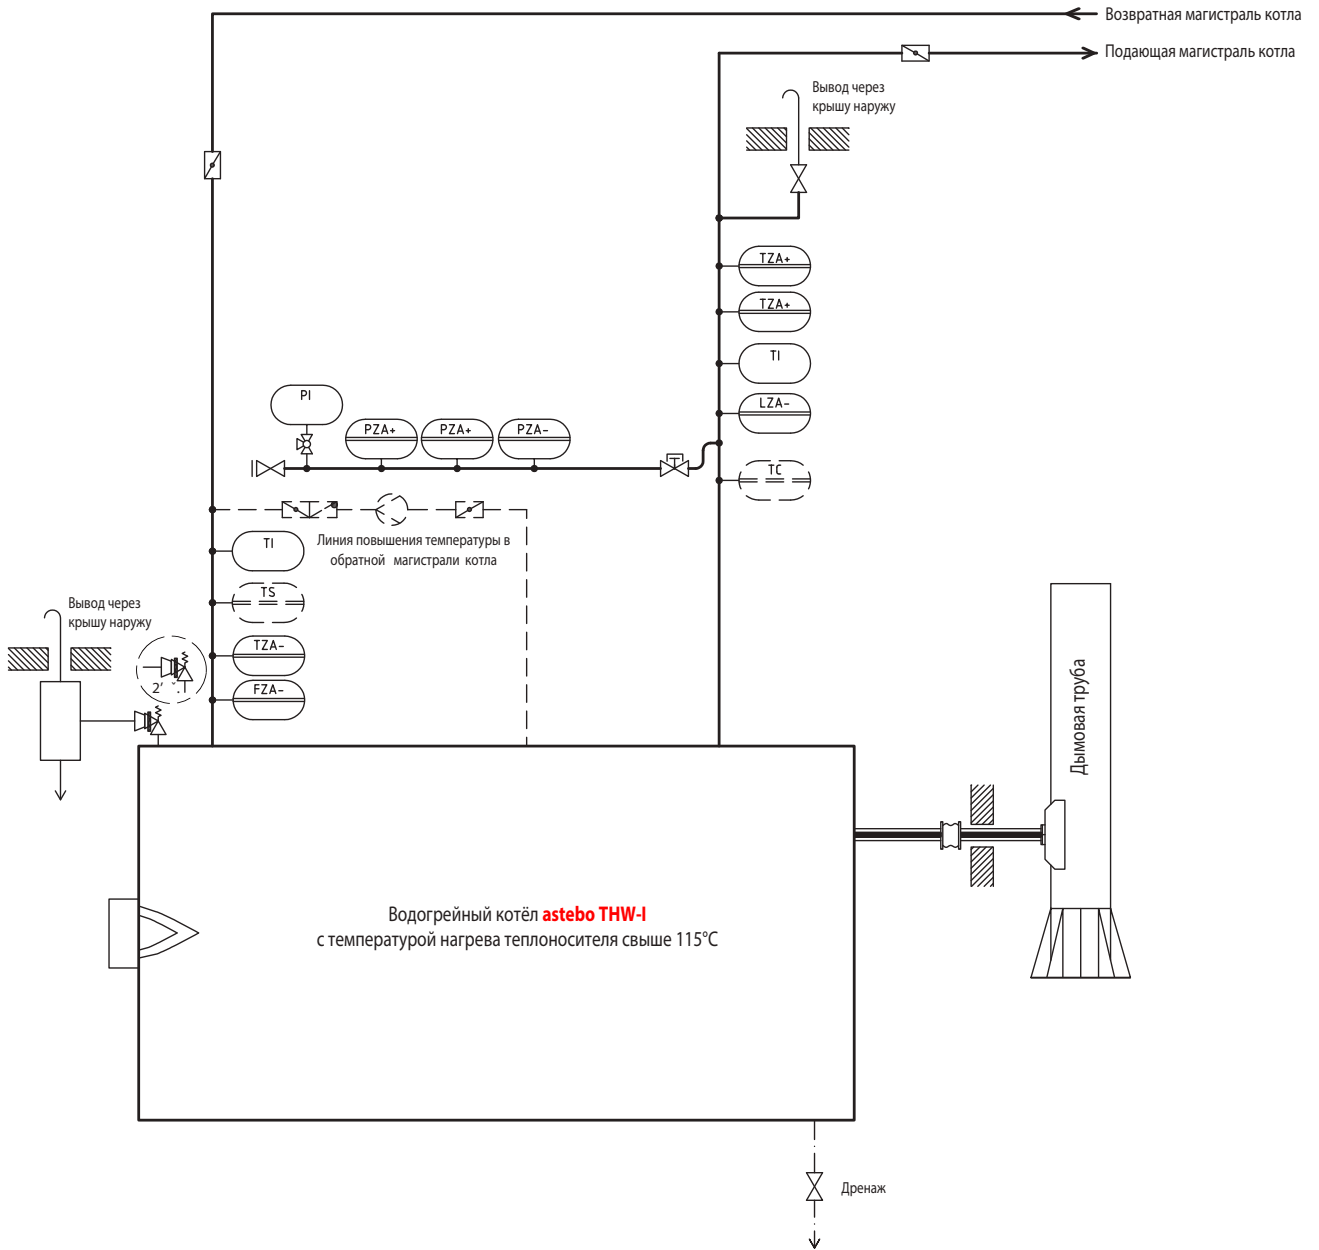 Возвратная магистраль котла
Подающая магистраль котла
Вывод через
крышу наружу
TZA+
TZA+
TI
LZA-
TC
PI
PZA+
PZA+
PZA-
Линия повышения температуры в
обратной магистрали котла
TI
TS
TZA-
FZA-
Вывод через
крышу наружу
2'
Дымовая труба
Водогрейный котёл astebo THW-I
с температурой нагрева теплоносителя свыше 115°C
Дренаж